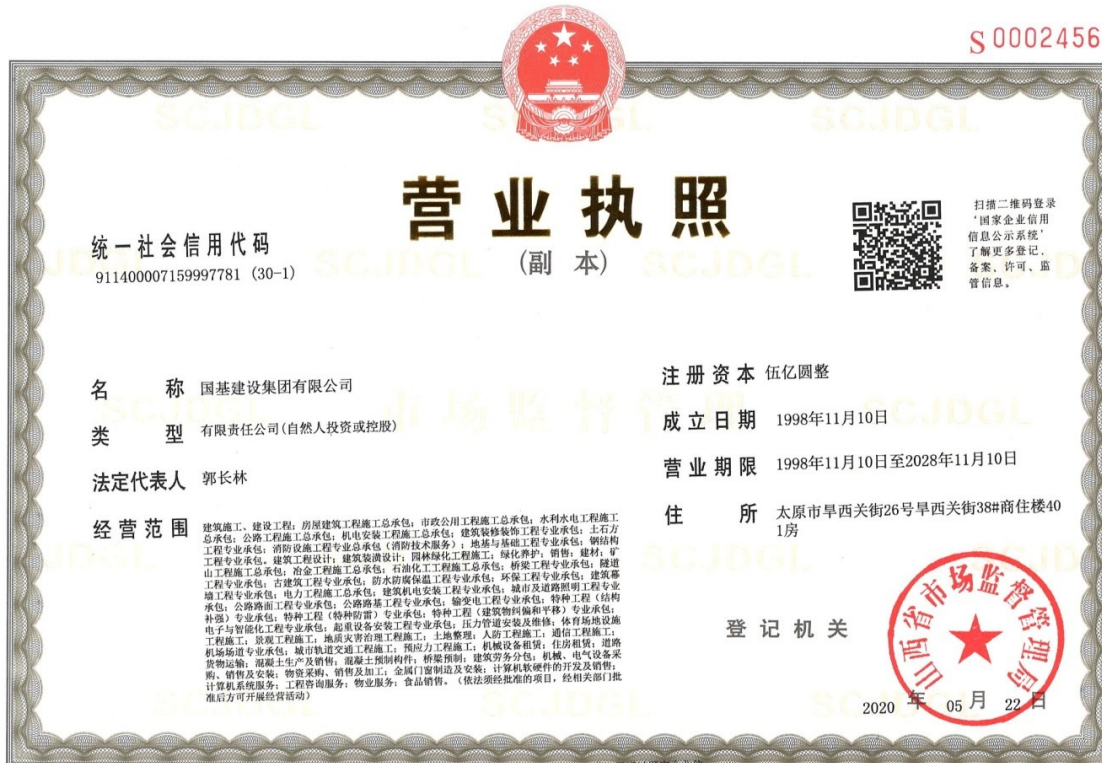 S 0002456
营业执照
(副 本)
统一社会信用代码
9114000071599​97781 (30-1)
扫描二维码登录
‘国家企业信用
信息公示系统’
了解更多登记、
备案、许可、监
管信息。
名 称 国基建设集团有限公司
类 型 有限责任公司(自然人投资或控股)
法定代表人 郭长林
经营范围 建筑施工、建设工程；房屋建筑工程施工总承包；市政公用工程施工总承包；水利水电工程施工
总承包；公路工程施工总承包；机电安装工程施工总承包；建筑装修装饰工程专业承包；土石方
工程专业承包；消防设施工程专业总承包（消防技术服务）；地基与基础工程专业承包；钢结构
工程专业承包。建筑工程设计；建筑装潢设计；园林绿化工程施工；绿化养护；销售：建材；矿
山工程施工总承包；冶金工程施工总承包；石油化工工程施工总承包；桥梁工程专业承包；隧道
工程专业承包；古建筑工程专业承包；防水防腐保温工程专业承包；环保工程专业承包；建筑幕
墙工程专业承包；电力工程施工总承包；建筑机电安装工程专业承包；城市及道路照明工程专业
承包；公路路面工程专业承包；公路路基工程专业承包；输变电工程专业承包；特种工程（结构
补强）专业承包；特种工程（特种防雷）专业承包；特种工程（建筑物纠偏和平移）专业承包；
电子与智能化工程专业承包；起重设备安装工程专业承包；压力管道安装及维修；体育场地设施
工程施工；景观工程施工；地质灾害治理工程施工；土地整理；人防工程施工；通信工程施工；
机场场道专业承包；城市轨道交通工程施工；预应力工程施工；机械设备租赁；住房租赁；道路
货物运输；混凝土生产及销售；混凝土预制构件；桥梁预制；建筑劳务分包；机械、电气设备采
购、销售及安装；物资采购、销售及加工；金属门窗制造及安装；计算机软硬件的开发及销售；
计算机系统服务；工程咨询服务；物业服务；食品销售。（依法须经批准的项目，经相关部门批
准后方可开展经营活动）
注册资本 伍亿圆整
成立日期 1998年11月10日
营业期限 1998年11月10日至2028年11月10日
住 所 太原市旱西关街26号旱西关街38#商住楼40
1房
登记机关
山西省市场监督管理局
2020 年 05 月 22 日
SCJDGL
市场监督管理